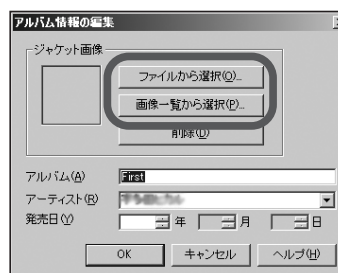 アルバム情報の編集
ジャケット画像
ファイルから選択(O)...
画像一覧から選択(P)...
削除(D)
アルバム(A) First
アーティスト(R)
発売日(Y) 年 月 日
OK キャンセル ヘルプ(H)